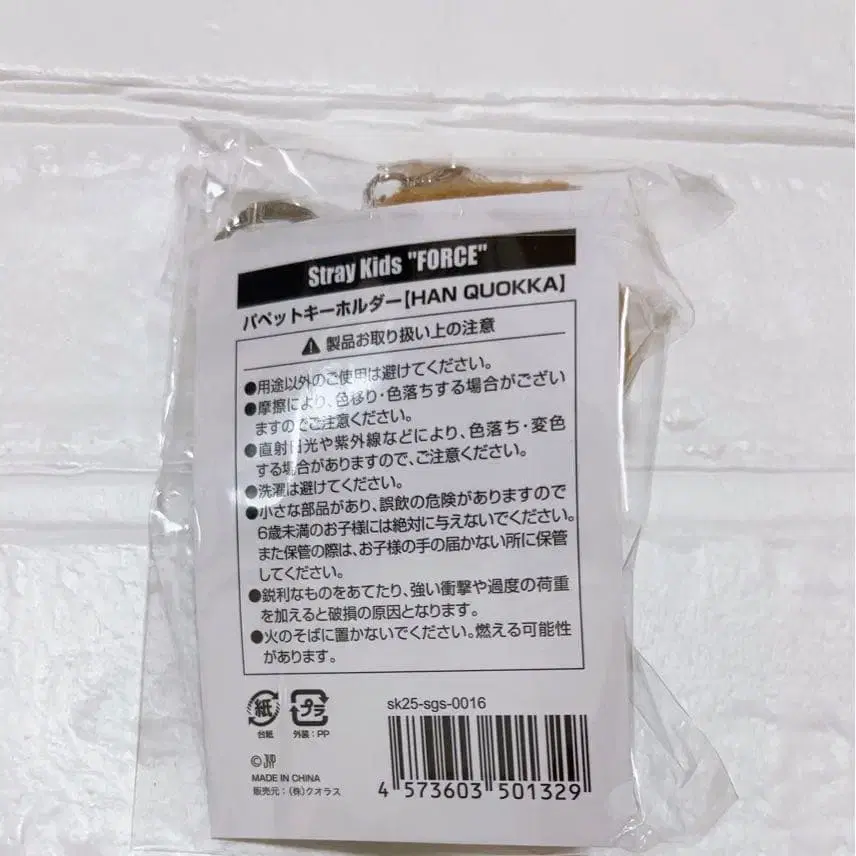 Stray Kids "FORCE"
パペットキーホルダー【HAN QUOKKA】
製品お取り扱い上の注意
●用途以外のご使用は避けてください。
●摩擦により、色移り・色落ちする場合がござい
ますのでご注意ください。
●直射日光や紫外線などにより、色落ち・変色
する場合がありますので、ご注意ください。
●洗濯は避けてください。
●小さな部品があり、誤飲の危険がありますので
6歳未満のお子様には絶対に与えないでください。
また保管の際は、お子様の手の届かない所に保管
してください。
●鋭利なものをあてたり、強い衝撃や過度の荷重
を加えると破損の原因となります。
●火のそばに置かないでください。燃える可能性
があります。
紙 プラ
台紙 外装:PP
sk25-sgs-0016
©JYP
MADE IN CHINA
販売元:(株)クオラス
4 573603 501329